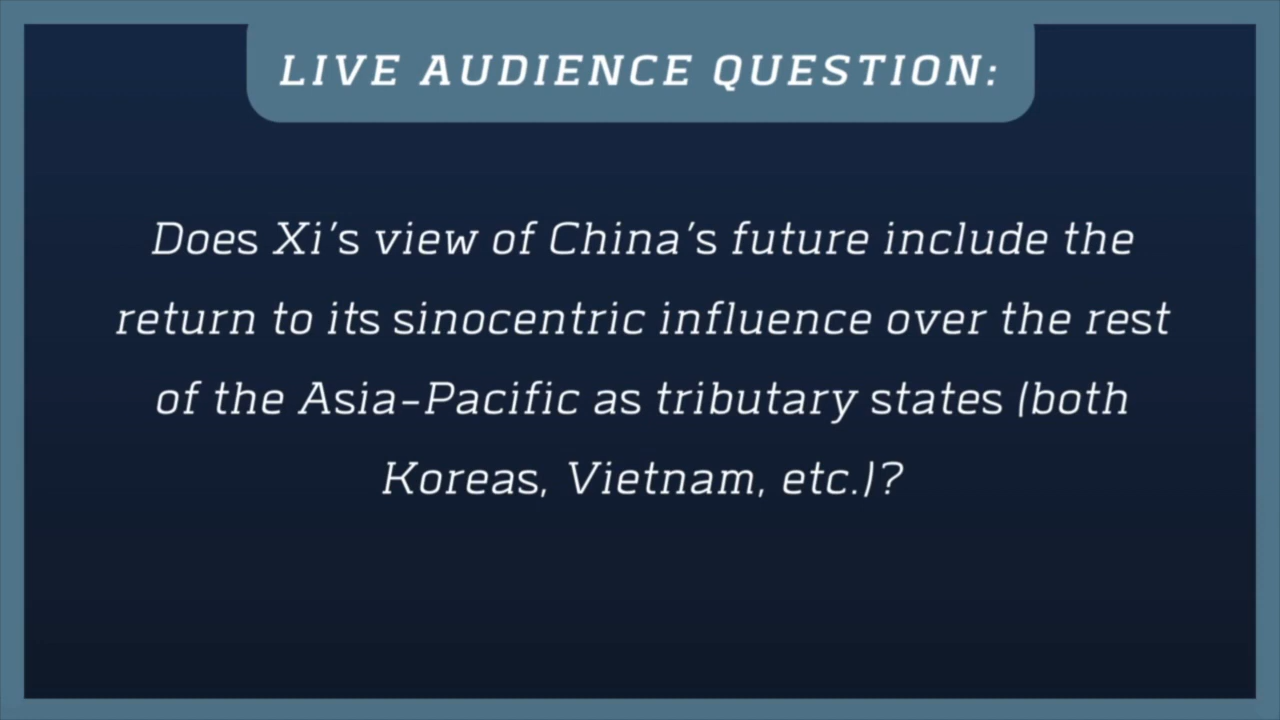 LIVE AUDIENCE QUESTION:
Does Xi's view of China's future include the
return to its sinocentric influence over the rest
of the Asia-Pacific as tributary states (both
Koreas, Vietnam, etc.)?